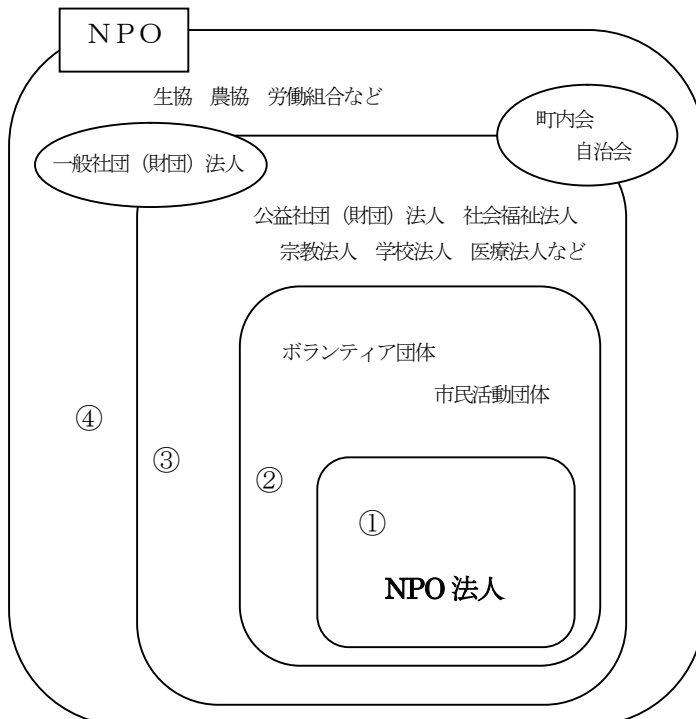 NPO
生協 農協 労働組合など
町内会
自治会
一般社団（財団）法人
公益社団（財団）法人 社会福祉法人
宗教法人 学校法人 医療法人など
ボランティア団体
市民活動団体
④
③
②
①
NPO 法人